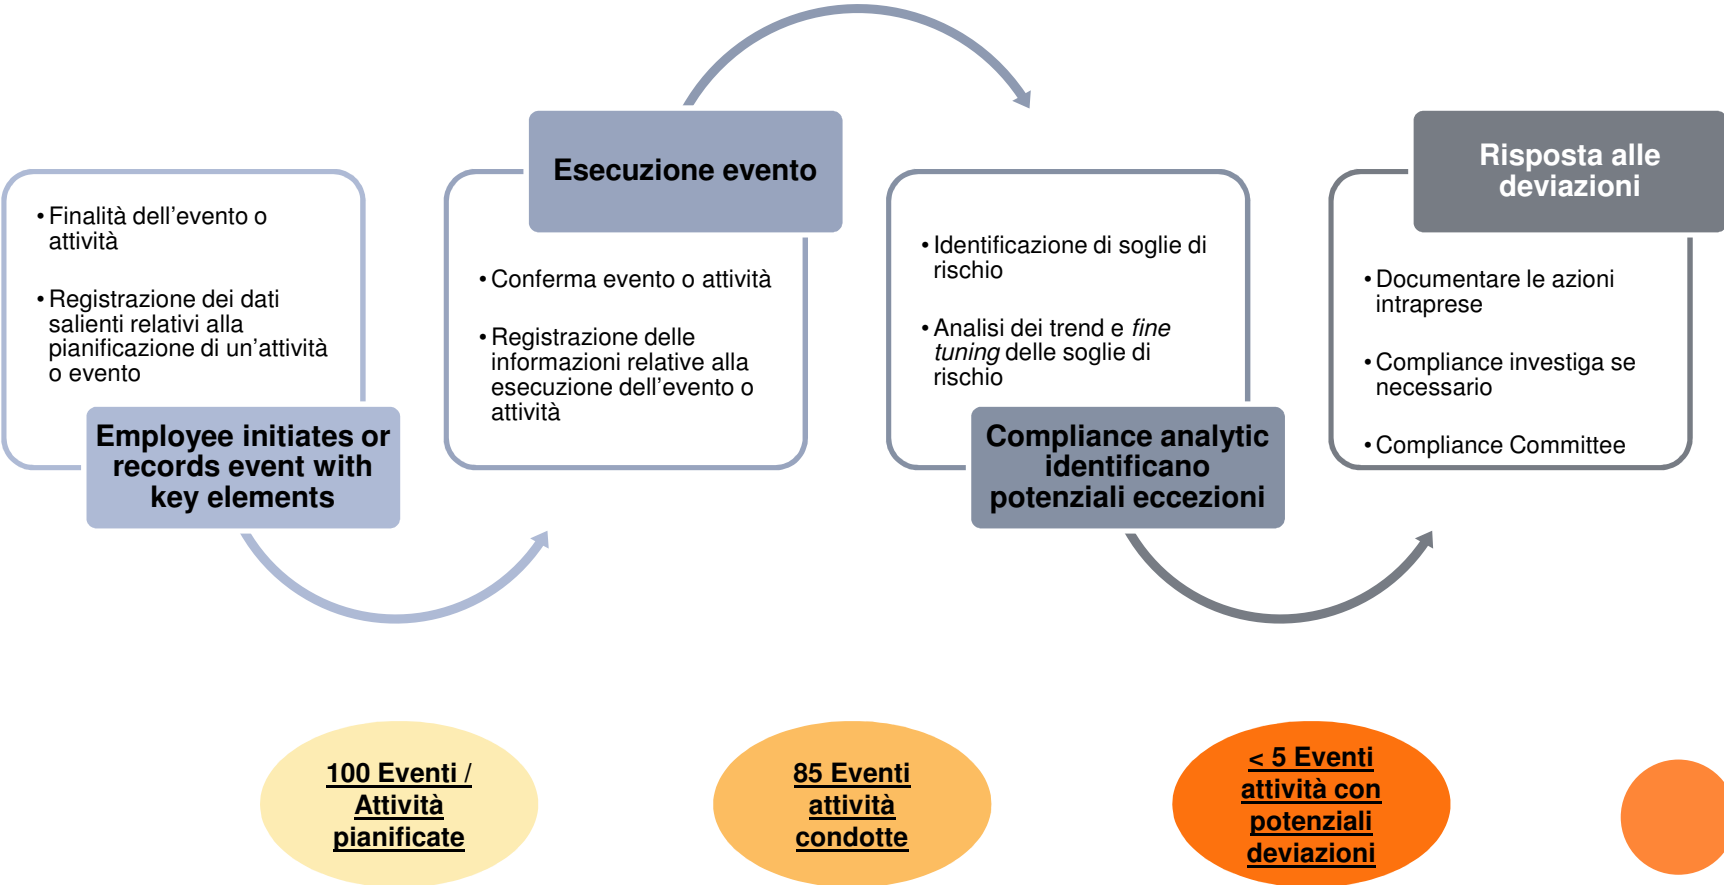 • Finalità dell’evento o
attività
• Registrazione dei dati
salienti relativi alla
pianificazione di un’attività
o evento
Employee initiates or
records event with
key elements
Esecuzione evento
• Conferma evento o attività
• Registrazione delle
informazioni relative alla
esecuzione dell’evento o
attività
• Identificazione di soglie di
rischio
• Analisi dei trend e fine
tuning delle soglie di
rischio
Compliance analytic
identificano
potenziali eccezioni
Risposta alle
deviazioni
• Documentare le azioni
intraprese
• Compliance investiga se
necessario
• Compliance Committee
100 Eventi /
Attività
pianificate
85 Eventi
attività
condotte
< 5 Eventi
attività con
potenziali
deviazioni